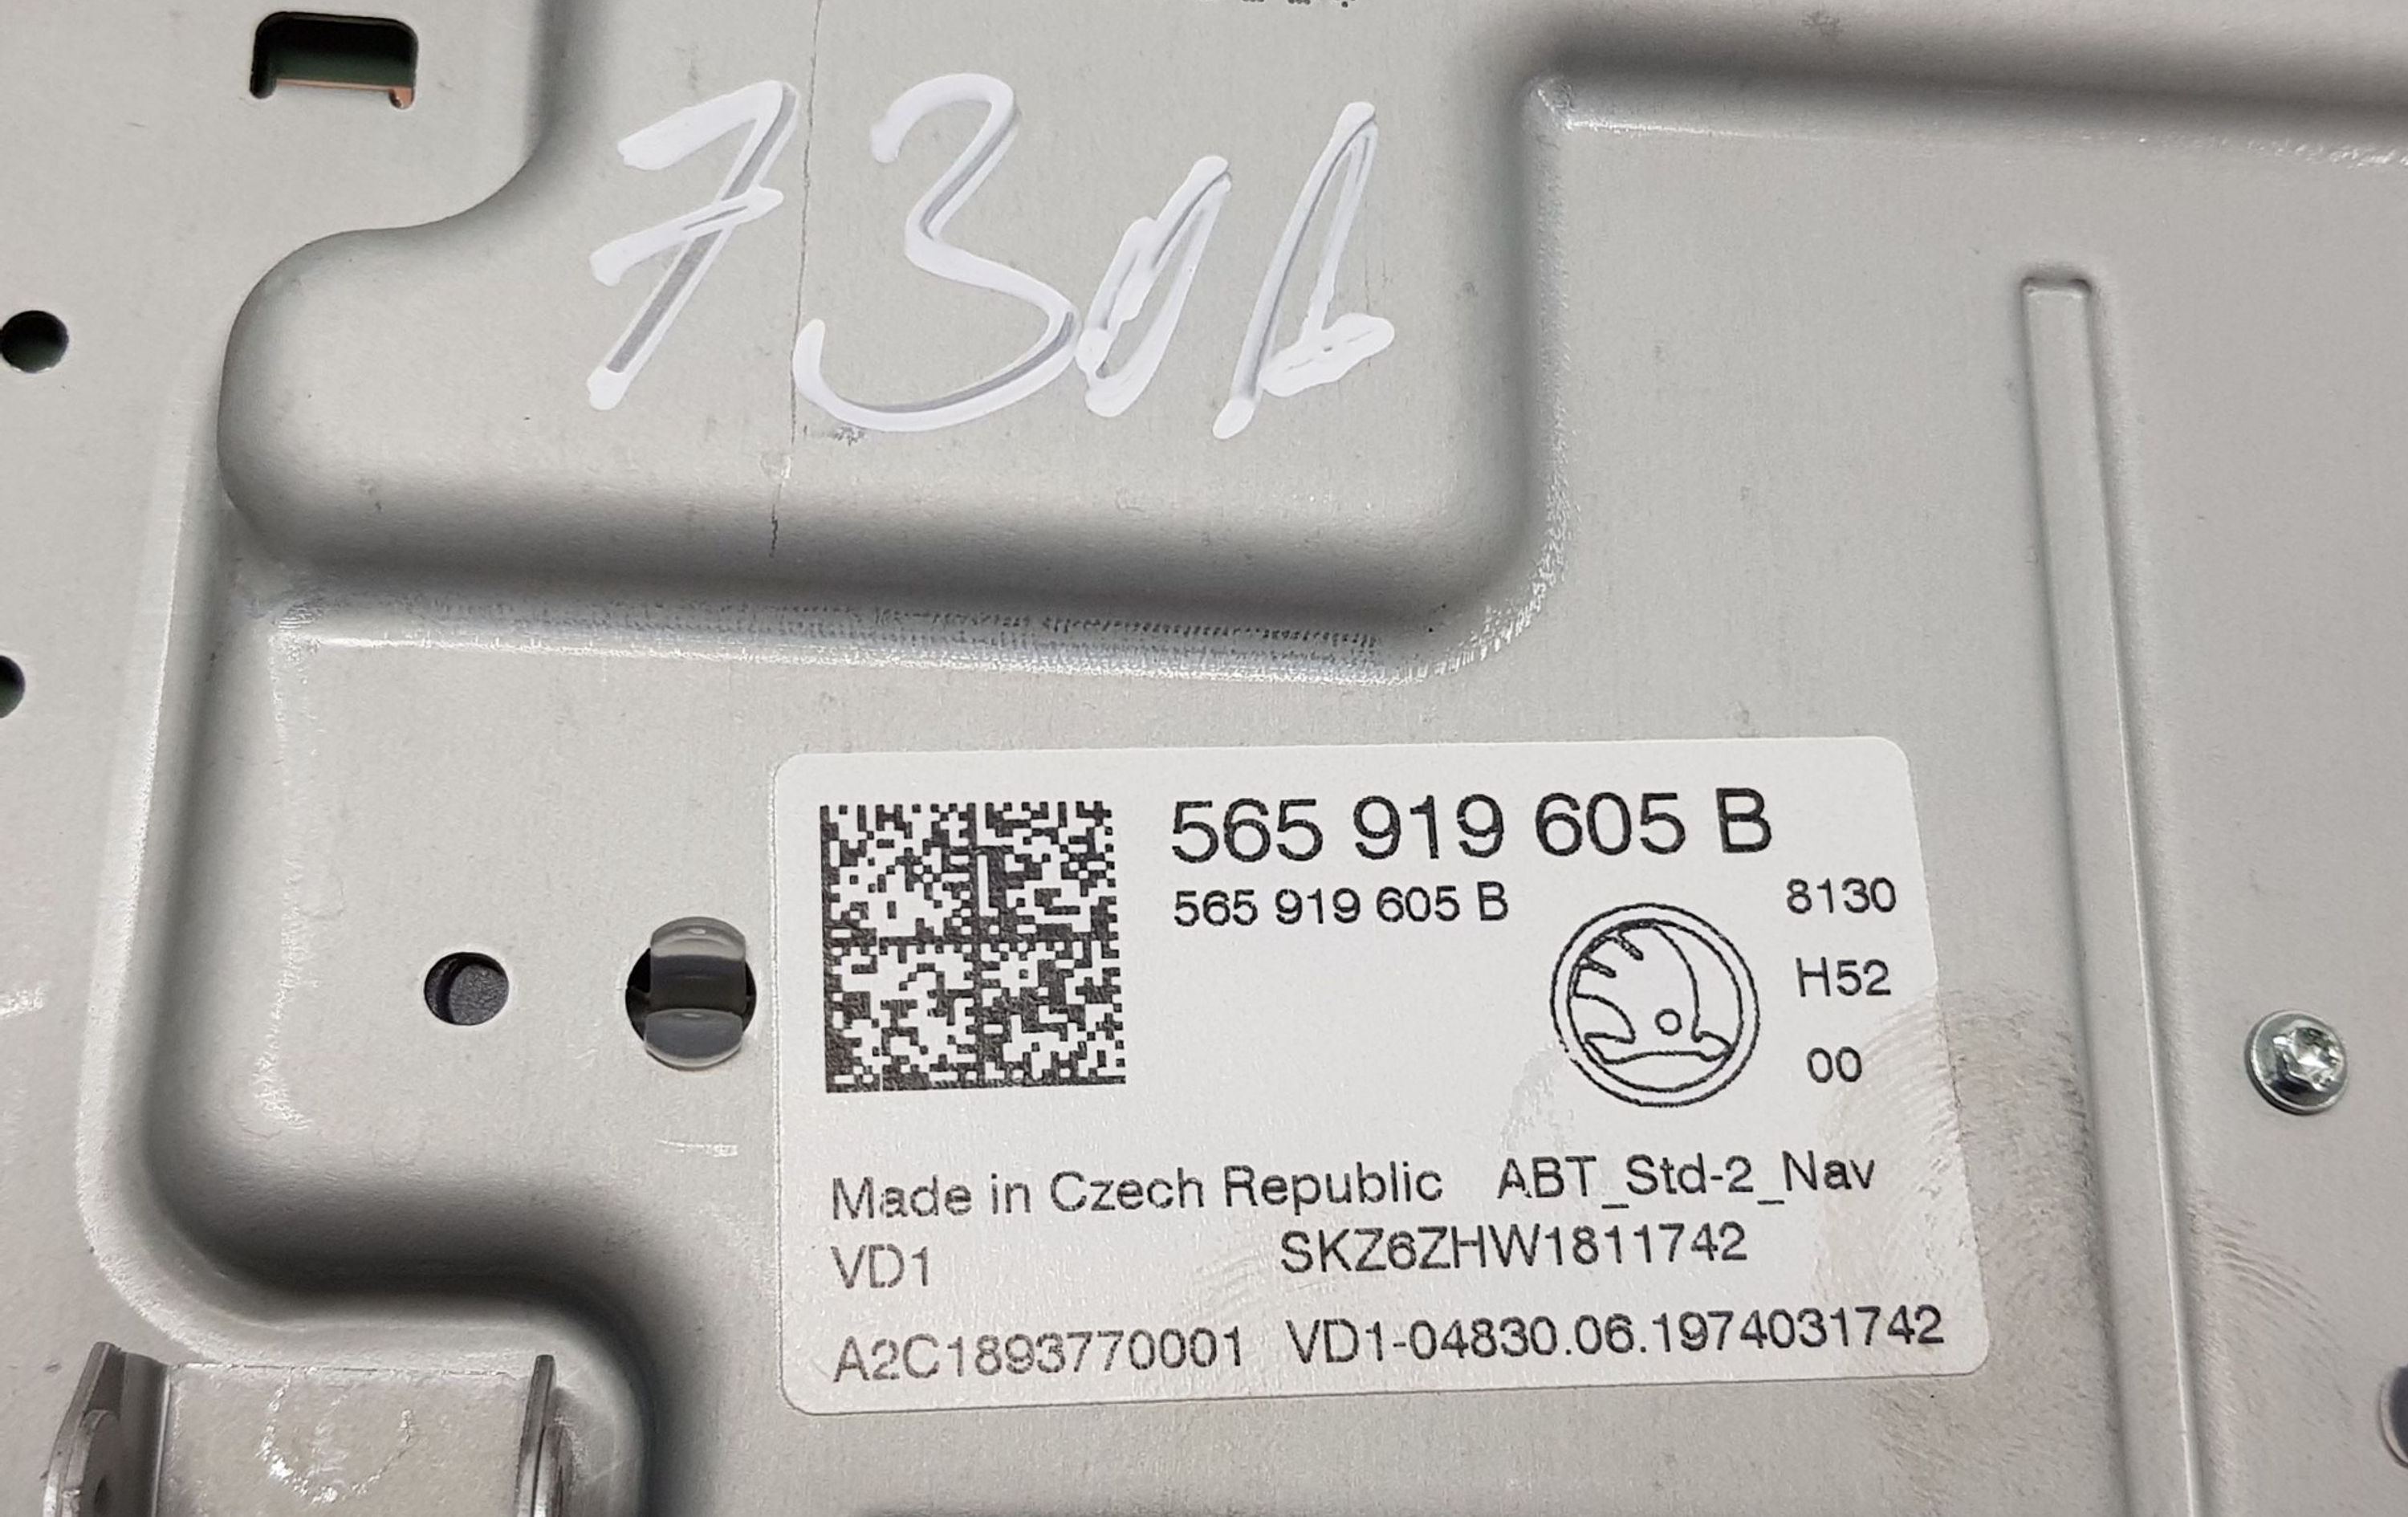 565 919 605 B
565 919 605 B
8130
H52
00
Made in Czech Republic ABT_Std-2_Nav
VD1 SKZ6ZHW1811742
A2C1893770001 VD1-04830.06.1974031742